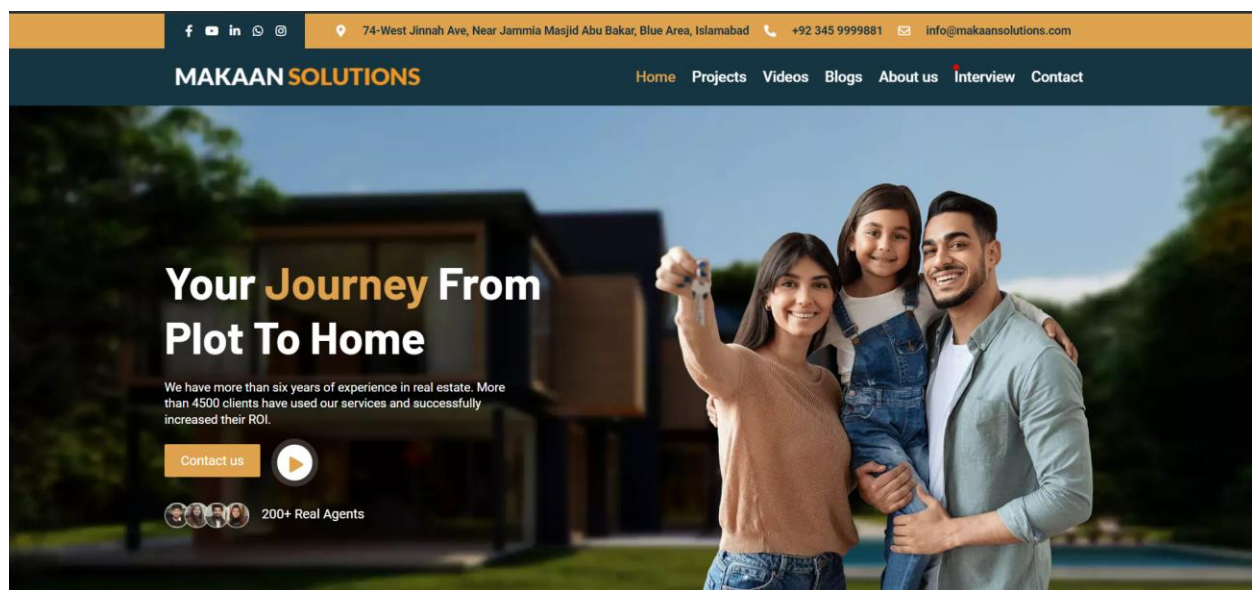 74-West Jinnah Ave, Near Jammia Masjid Abu Bakar, Blue Area, Islamabad +92 345 9999881 info@makaansolutions.com
MAKAAN SOLUTIONS Home Projects Videos Blogs About us Interview Contact
Your Journey From
Plot To Home
We have more than six years of experience in real estate. More
than 4500 clients have used our services and successfully
increased their ROI.
Contact us
200+ Real Agents